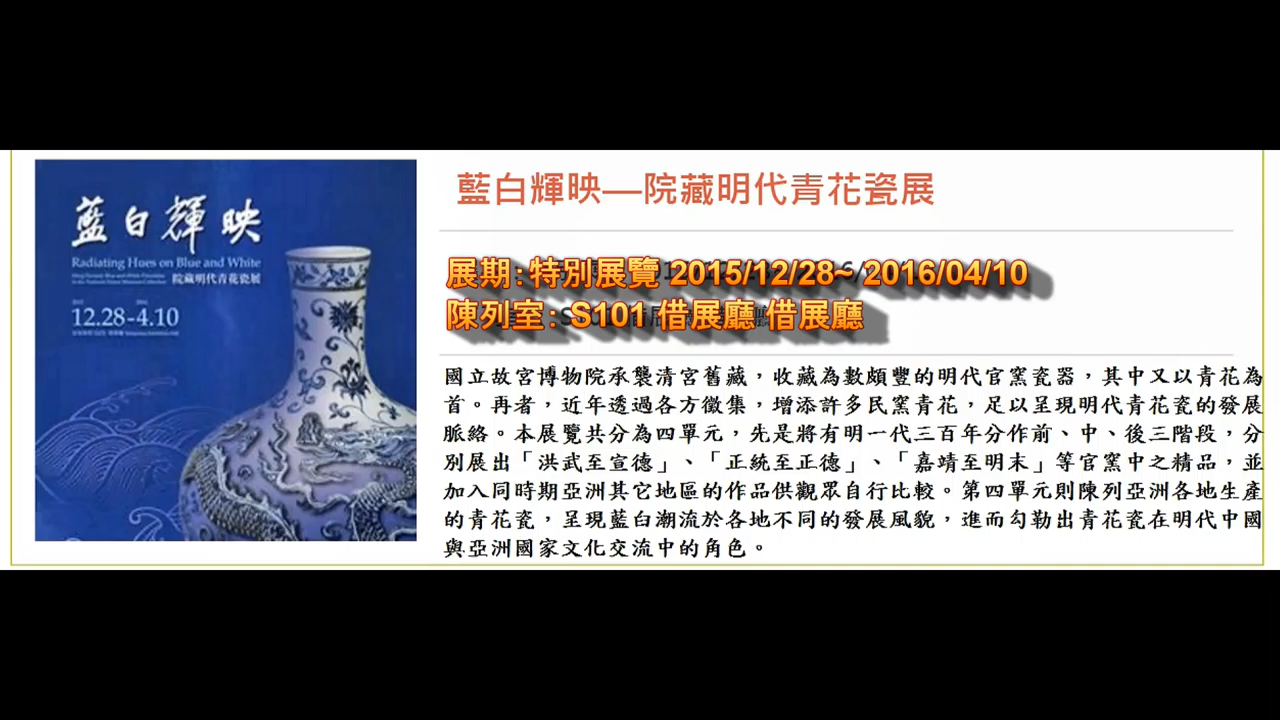 藍白輝映
Radiating Hues on Blue and White
院藏明代青花瓷展
2015 2016
12.28-4.10
藍白輝映—院藏明代青花瓷展
展期：特別展覽 2015/12/28~ 2016/04/10
陳列室：S101 借展廳 借展廳
國立故宮博物院承襲清宮舊藏，收藏為數頗豐的明代官窯瓷器，其中又以青花為
首。再者，近年透過各方徵集，增添許多民窯青花，足以呈現明代青花瓷的發展
脈絡。本展覽共分為四單元，先是將有明一代三百年分作前、中、後三階段，分
別展出「洪武至宣德」、「正統至正德」、「嘉靖至明末」等官窯中之精品，並
加入同時期亞洲其它地區的作品供觀眾自行比較。第四單元則陳列亞洲各地生產
的青花瓷，呈現藍白潮流於各地不同的發展風貌，進而勾勒出青花瓷在明代中國
與亞洲國家文化交流中的角色。